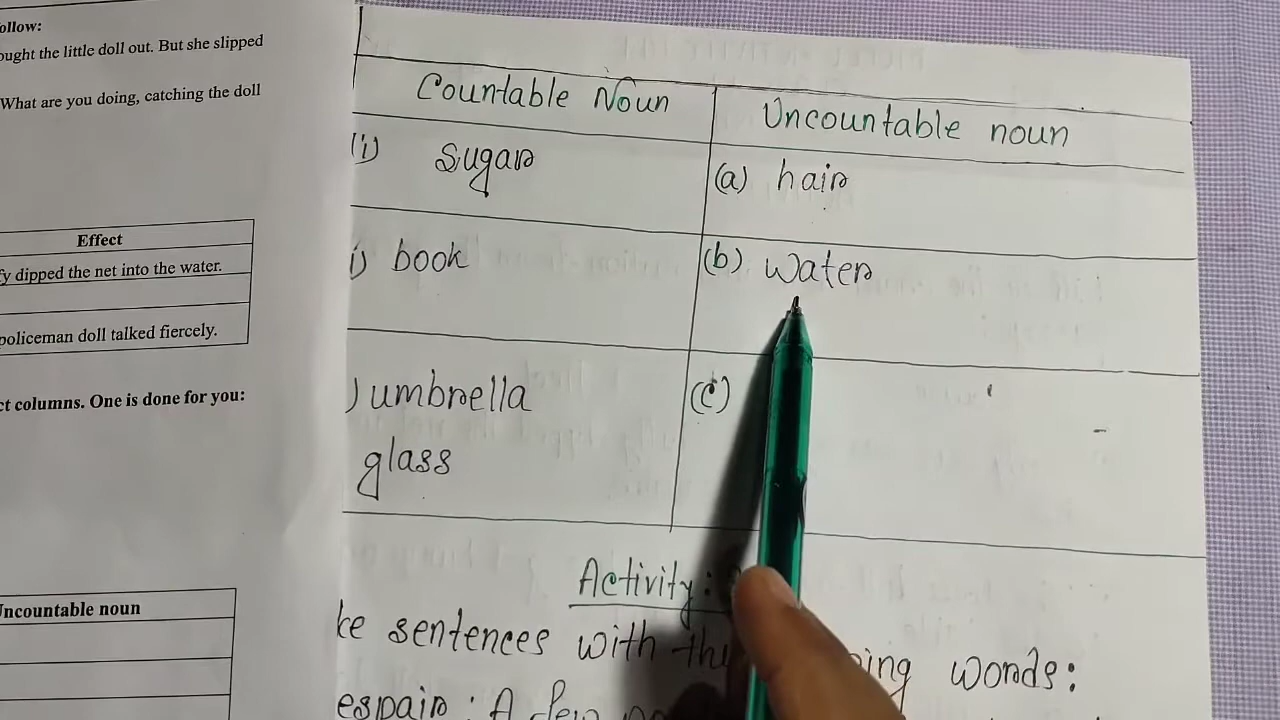 ollow:
ought the little doll out. But she slipped
What are you doing, catching the doll
Effect
fy dipped the net into the water.
policeman doll talked fiercely.
ct columns. One is done for you:
Uncountable noun
Countable Noun
Uncountable noun
(i) Sugar
(a) hair
i) book
(b) Water
) umbrella
(c)
glass
Activity:
ke sentences with the ing words:
espair: A few